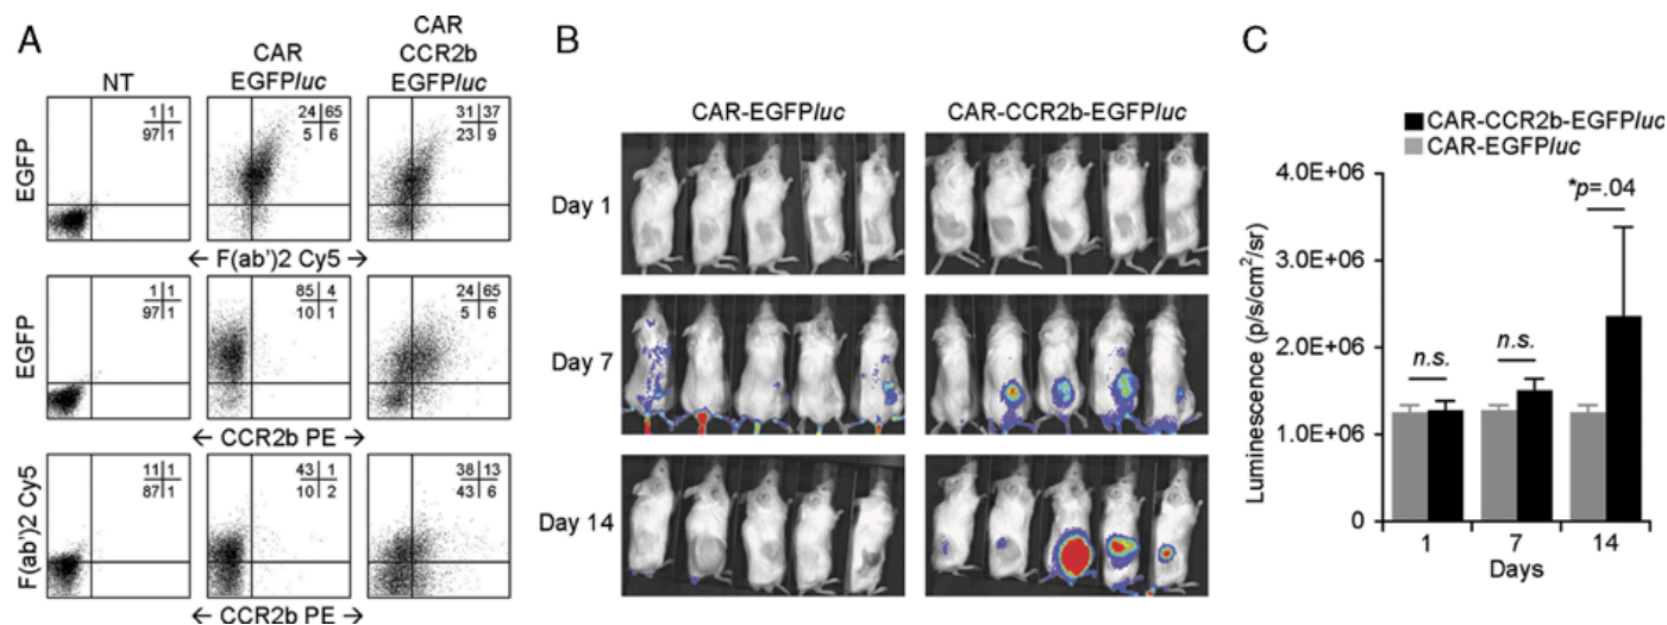 A
NT
CAR
EGFPluc
CAR
CCR2b
EGFPluc
EGFP
1 1
97 1
24 65
5 6
31 37
23 9
← F(ab')2 Cy5 →
EGFP
1 1
97 1
85 4
10 1
24 65
5 6
← CCR2b PE →
F(ab')2 Cy5
11 1
87 1
43 1
10 2
38 13
43 6
← CCR2b PE →
B
CAR-EGFPluc
CAR-CCR2b-EGFPluc
Day 1
Day 7
Day 14
C
CAR-CCR2b-EGFPluc
CAR-EGFPluc
Luminescence (p/s/cm²/sr)
4.0E+06
3.0E+06
2.0E+06
1.0E+06
0
n.s.
n.s.
*p=.04
1
7
14
Days